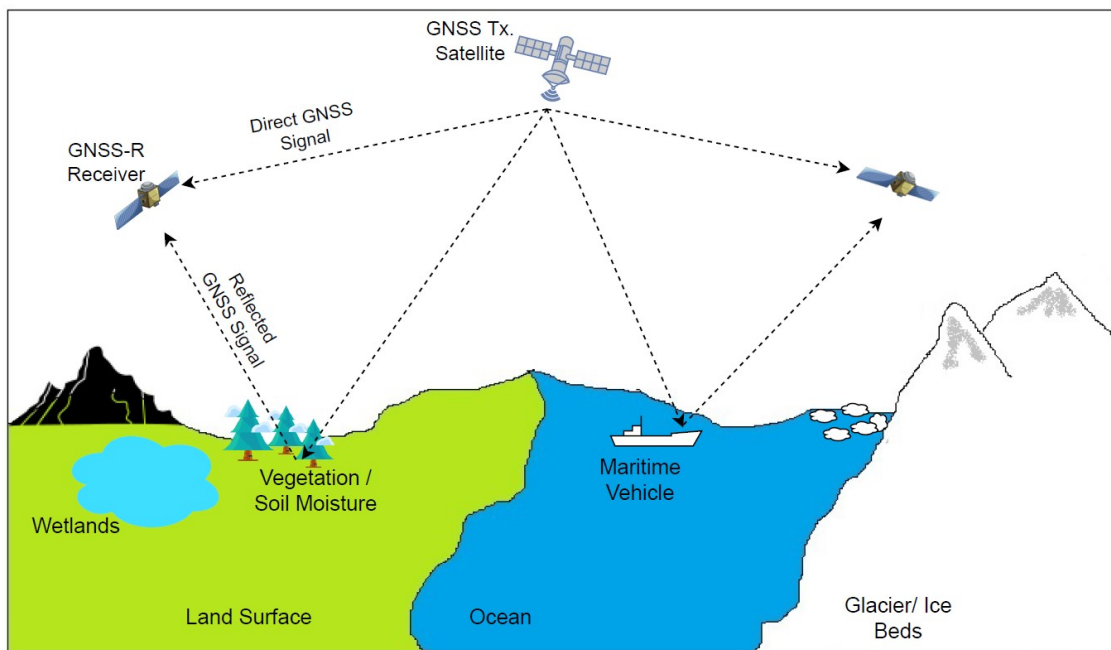 GNSS Tx.
Satellite
Direct GNSS
Signal
GNSS-R
Receiver
Reflected
GNSS Signal
Vegetation /
Soil Moisture
Maritime
Vehicle
Wetlands
Land Surface
Ocean
Glacier/ Ice
Beds